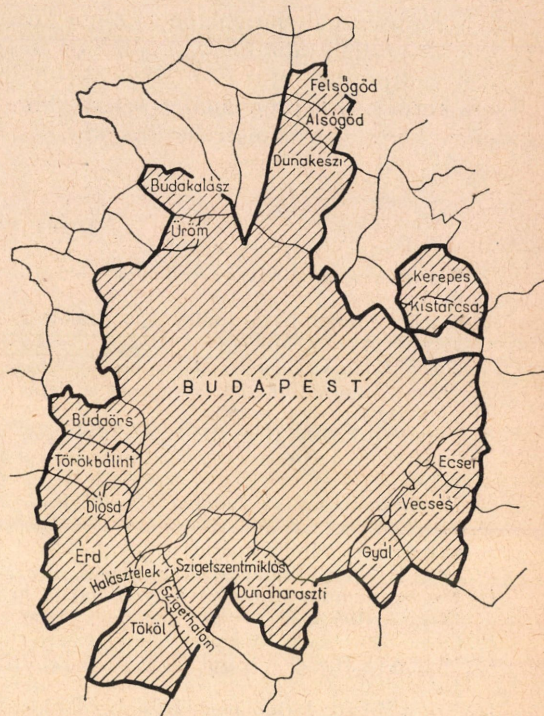 Felsőgöd
Alsógöd
Dunakeszi
Budakalász
Üröm
Kerepes
Kistarcsa
BUDAPEST
Budaörs
Törökbálint
Ecser
Diósd
Vecsés
Gyál
Érd
Halásztelek
Szigetszentmiklós
Dunaharaszti
Szigethalom
Tököl